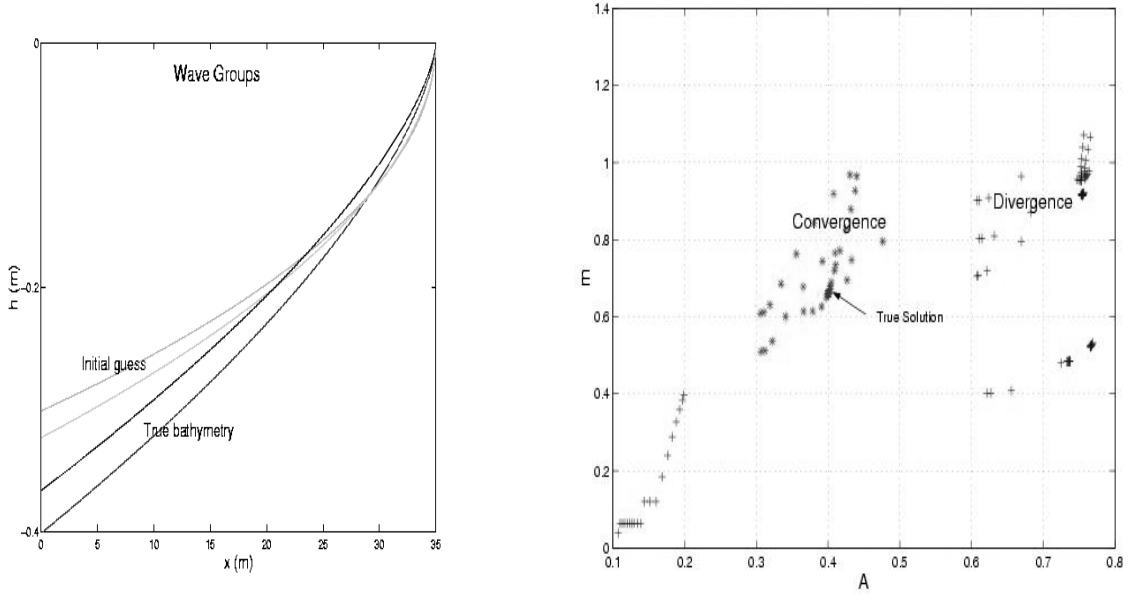 Wave Groups
0
-0.2
-0.4
h (m)
Initial guess
True bathymetry
0 5 10 15 20 25 30 35
x (m)
1.4
1.2
1
0.8
0.6
0.4
0.2
0
m
Convergence
Divergence
True Solution
0.1 0.2 0.3 0.4 0.5 0.6 0.7 0.8
A